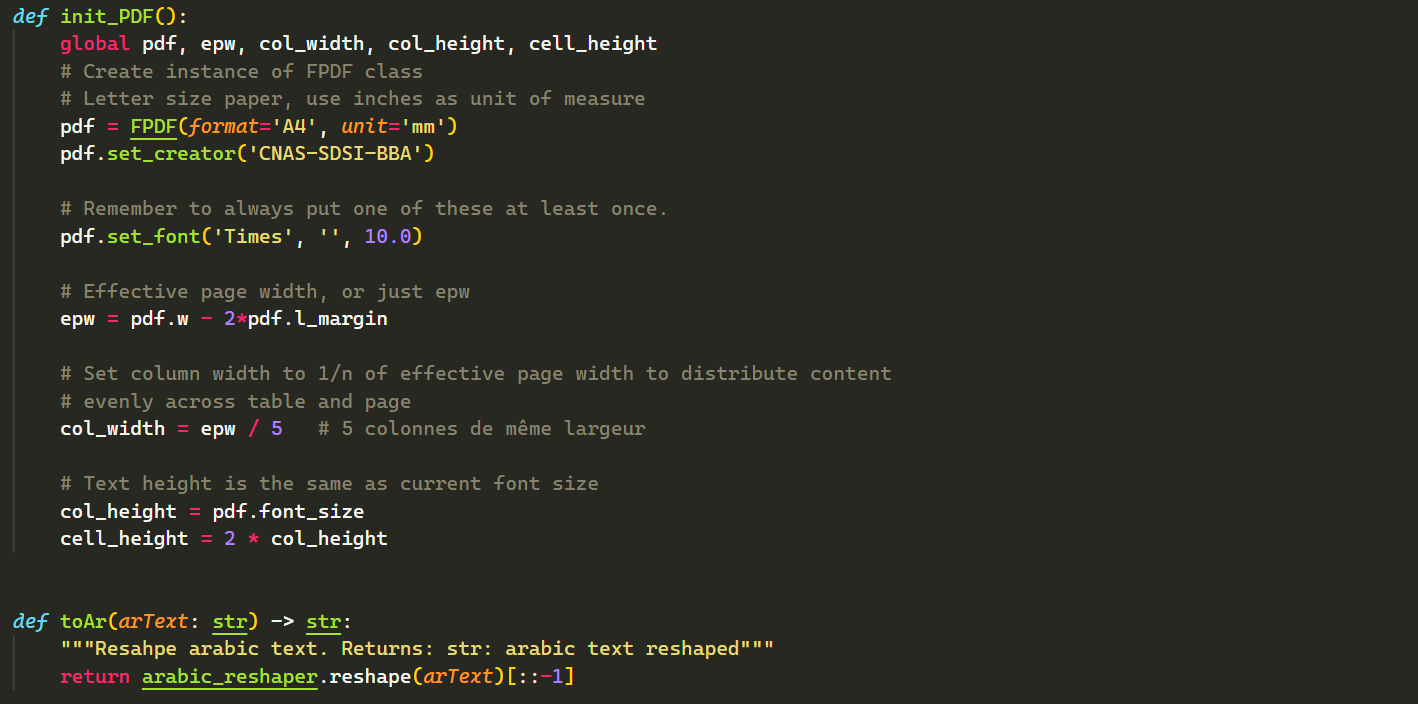 def init_PDF():
    global pdf, epw, col_width, col_height, cell_height
    # Create instance of FPDF class
    # Letter size paper, use inches as unit of measure
    pdf = FPDF(format='A4', unit='mm')
    pdf.set_creator('CNAS-SDSI-BBA')
    # Remember to always put one of these at least once.
    pdf.set_font('Times', '', 10.0)
    # Effective page width, or just epw
    epw = pdf.w - 2*pdf.l_margin
    # Set column width to 1/n of effective page width to distribute content
    # evenly across table and page
    col_width = epw / 5   # 5 colonnes de même largeur
    # Text height is the same as current font size
    col_height = pdf.font_size
    cell_height = 2 * col_height
def toAr(arText: str) -> str:
    """Resahpe arabic text. Returns: str: arabic text reshaped"""
    return arabic_reshaper.reshape(arText)[::-1]